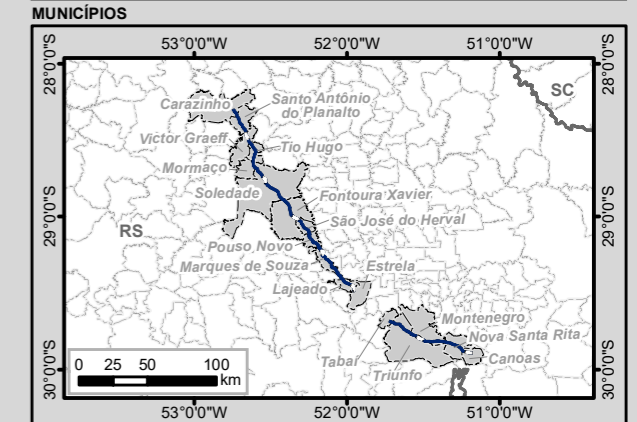 MUNICÍPIOS
53°0'0"W 52°0'0"W 51°0'0"W
28°0'0"S 28°0'0"S
SC
Carazinho
Santo Antônio
do Planalto
Victor Graeff
Tio Hugo
Mormaço
Soledade
Fontoura Xavier
29°0'0"S 29°0'0"S
São José do Herval
RS
Pouso Novo
Marques de Souza
Estrela
Lajeado
Montenegro
Nova Santa Rita
Tabaí
Canoas
Triunfo
0 25 50 100
km
30°0'0"S 30°0'0"S
53°0'0"W 52°0'0"W 51°0'0"W